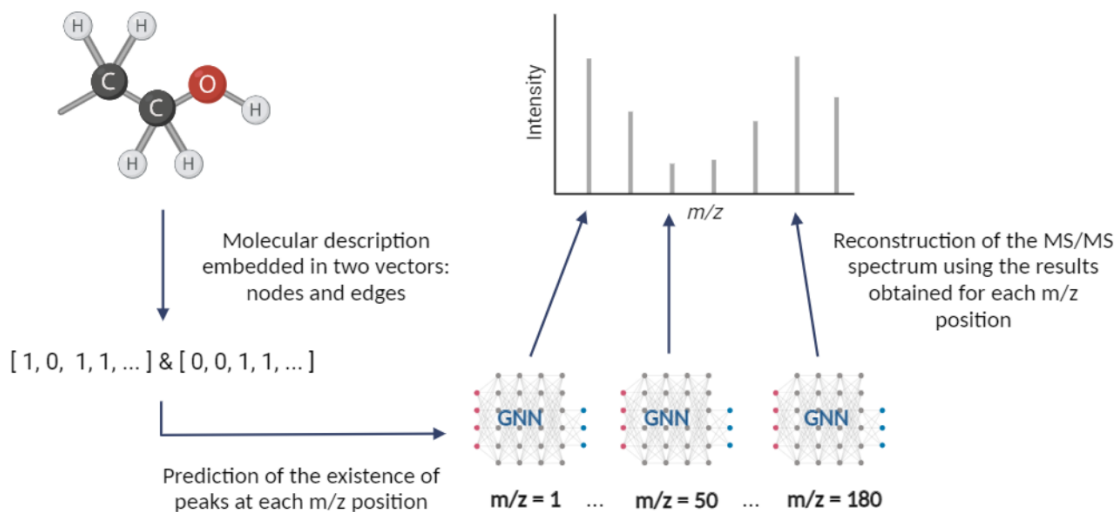 H
H
C
C
O
H
H
H
Intensity
m/z
Molecular description
embedded in two vectors:
nodes and edges
Reconstruction of the MS/MS
spectrum using the results
obtained for each m/z
position
[ 1, 0, 1, 1, ... ] & [ 0, 0, 1, 1, ... ]
GNN
GNN
GNN
Prediction of the existence of
peaks at each m/z position
m/z = 1 ... m/z = 50 ... m/z = 180